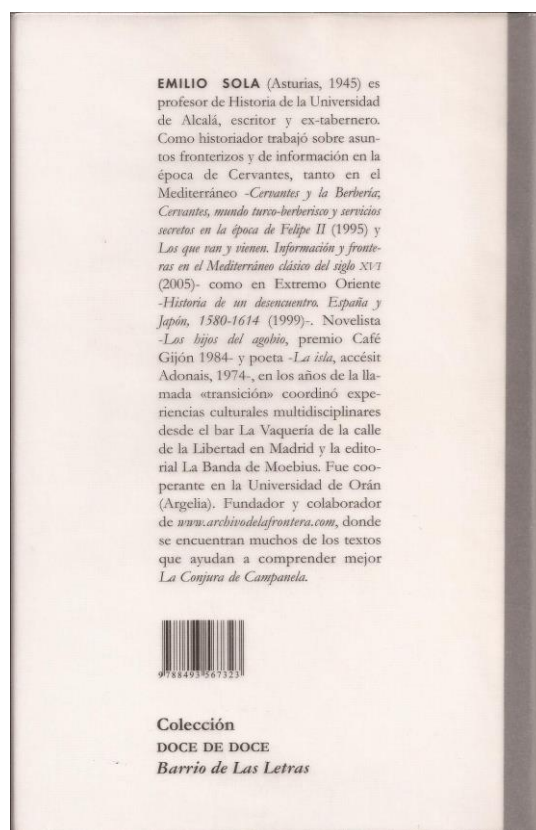 EMILIO SOLA (Asturias, 1945) es
profesor de Historia de la Universidad
de Alcalá, escritor y ex-tabernero.
Como historiador trabajó sobre asun-
tos fronterizos y de información en la
época de Cervantes, tanto en el
Mediterráneo -Cervantes y la Berbería;
Cervantes, mundo turco-berberisco y servicios
secretos en la época de Felipe II (1995) y
Los que van y vienen. Información y fronte-
ras en el Mediterráneo clásico del siglo XVI
(2005)- como en Extremo Oriente
-Historia de un desencuentro. España y
Japón, 1580-1614 (1999)-. Novelista
-Los hijos del agobio, premio Café
Gijón 1984- y poeta -La isla, accésit
Adonais, 1974-, en los años de la lla-
mada «transición» coordinó expe-
riencias culturales multidisciplinares
desde el bar La Vaquería de la calle
de la Libertad en Madrid y la edito-
rial La Banda de Moebius. Fue coo-
perante en la Universidad de Orán
(Argelia). Fundador y colaborador
de www.archivodelafrontera.com, donde
se encuentran muchos de los textos
que ayudan a comprender mejor
La Conjura de Campanela.
9788493567323
Colección
DOCE DE DOCE
Barrio de Las Letras